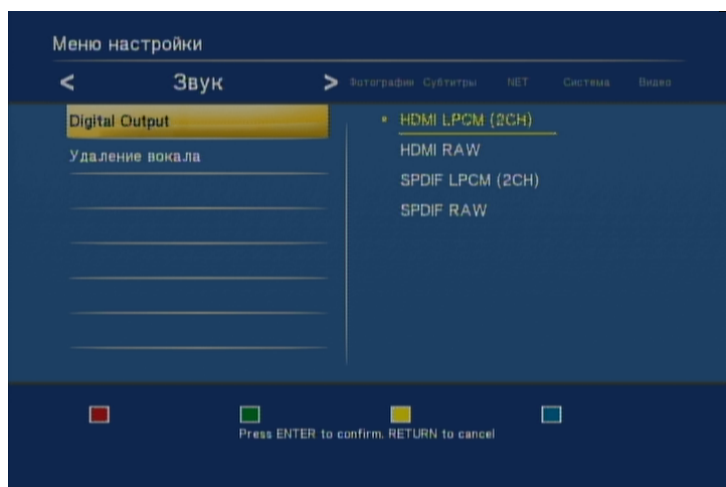 Меню настройки
< Звук > Фотографии Субтитры NET Система Видео
Digital Output
Удаление вокала
HDMI LPCM (2CH)
HDMI RAW
SPDIF LPCM (2CH)
SPDIF RAW
Press ENTER to confirm, RETURN to cancel